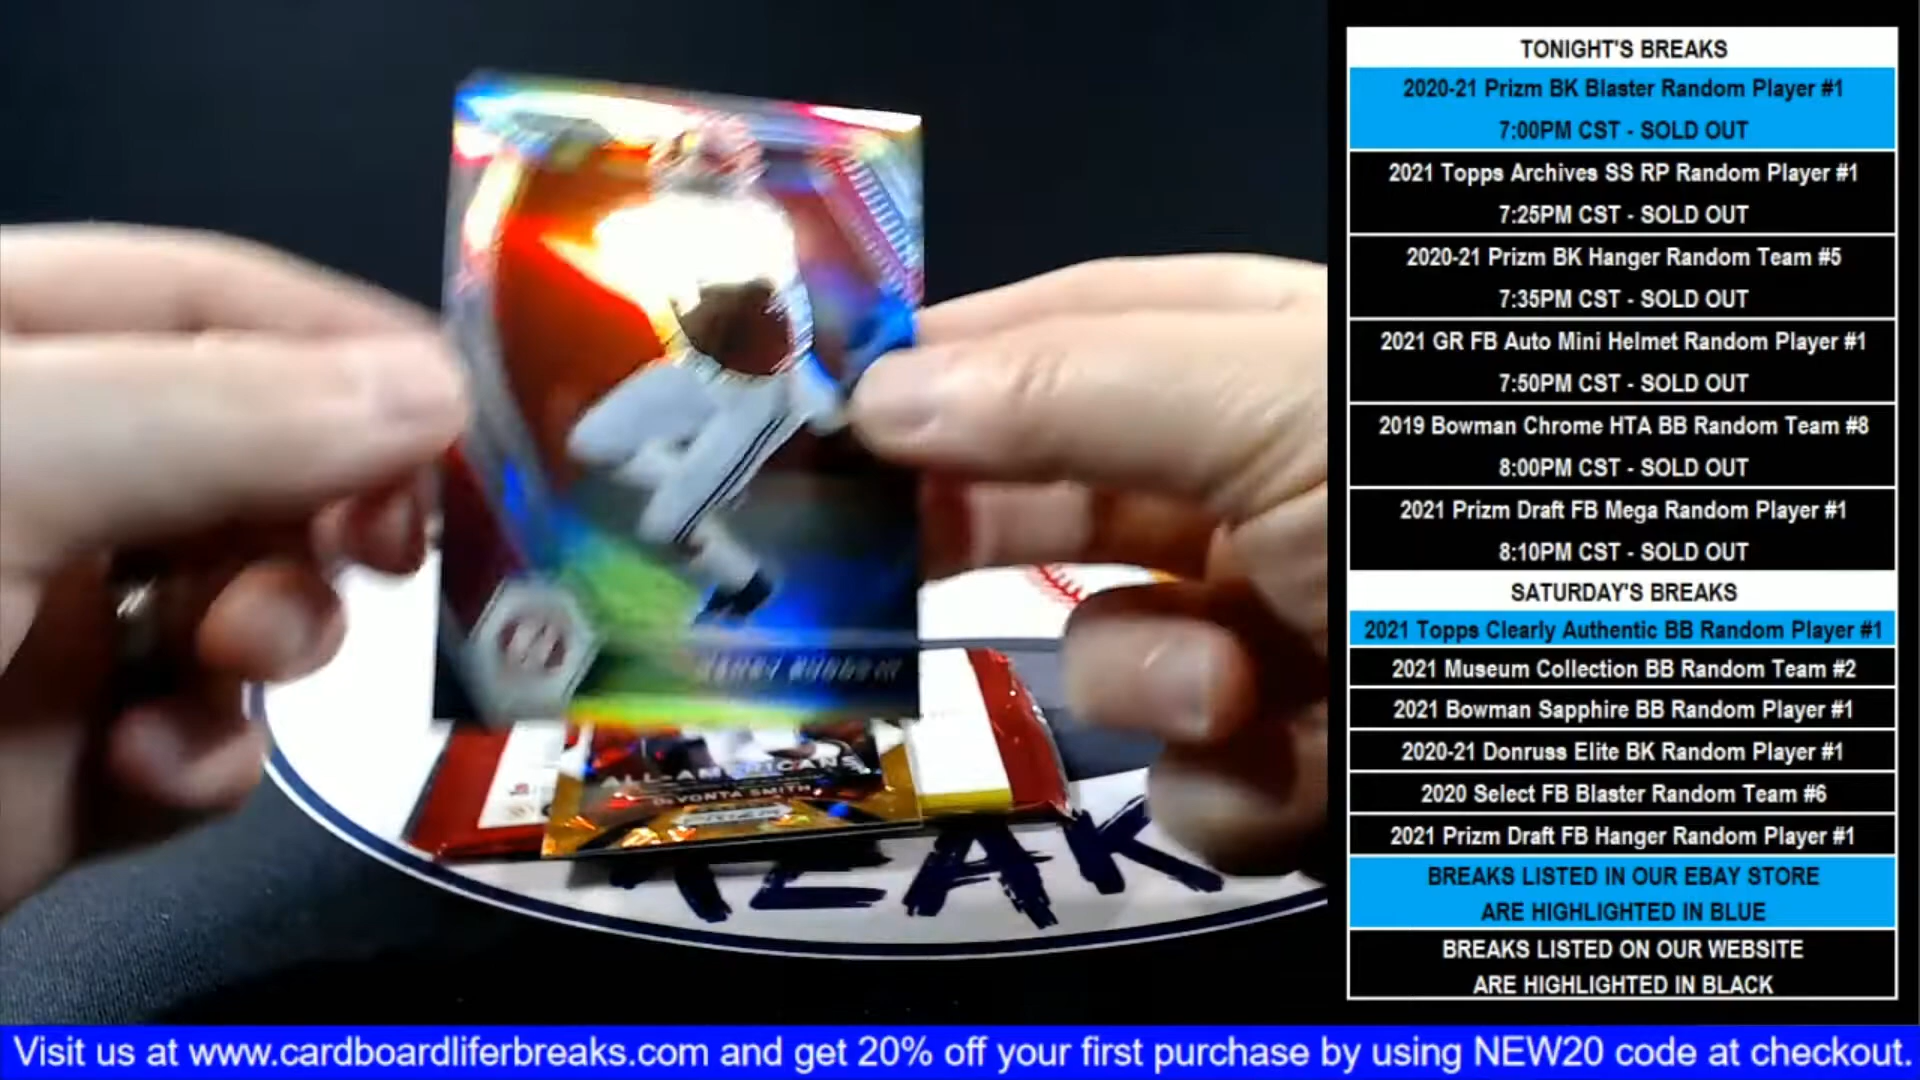 TONIGHT'S BREAKS
2020-21 Prizm BK Blaster Random Player #1
7:00PM CST - SOLD OUT
2021 Topps Archives SS RP Random Player #1
7:25PM CST - SOLD OUT
2020-21 Prizm BK Hanger Random Team #5
7:35PM CST - SOLD OUT
2021 GR FB Auto Mini Helmet Random Player #1
7:50PM CST - SOLD OUT
2019 Bowman Chrome HTA BB Random Team #8
8:00PM CST - SOLD OUT
2021 Prizm Draft FB Mega Random Player #1
8:10PM CST - SOLD OUT
SATURDAY'S BREAKS
2021 Topps Clearly Authentic BB Random Player #1
2021 Museum Collection BB Random Team #2
2021 Bowman Sapphire BB Random Player #1
2020-21 Donruss Elite BK Random Player #1
2020 Select FB Blaster Random Team #6
2021 Prizm Draft FB Hanger Random Player #1
BREAKS LISTED IN OUR EBAY STORE
ARE HIGHLIGHTED IN BLUE
BREAKS LISTED ON OUR WEBSITE
ARE HIGHLIGHTED IN BLACK
ALL-AMERICANS
DeVONTA SMITH
PRIZM
Visit us at www.cardboardliferbreaks.com and get 20% off your first purchase by using NEW20 code at checkout.